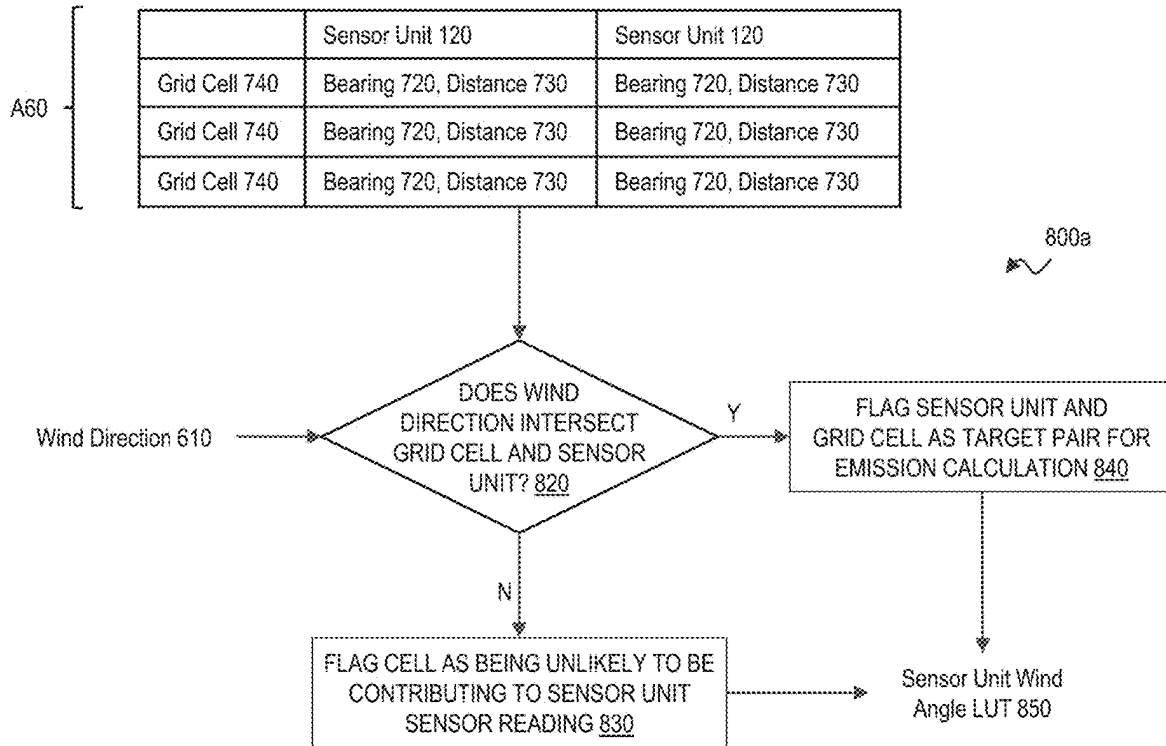 Sensor Unit 120 Sensor Unit 120
Grid Cell 740 Bearing 720, Distance 730 Bearing 720, Distance 730
A60
Grid Cell 740 Bearing 720, Distance 730 Bearing 720, Distance 730
Grid Cell 740 Bearing 720, Distance 730 Bearing 720, Distance 730
800a
DOES WIND
DIRECTION INTERSECT
GRID CELL AND SENSOR
UNIT? 820
Wind Direction 610
Y
FLAG SENSOR UNIT AND
GRID CELL AS TARGET PAIR FOR
EMISSION CALCULATION 840
N
FLAG CELL AS BEING UNLIKELY TO BE
CONTRIBUTING TO SENSOR UNIT
SENSOR READING 830
Sensor Unit Wind
Angle LUT 850